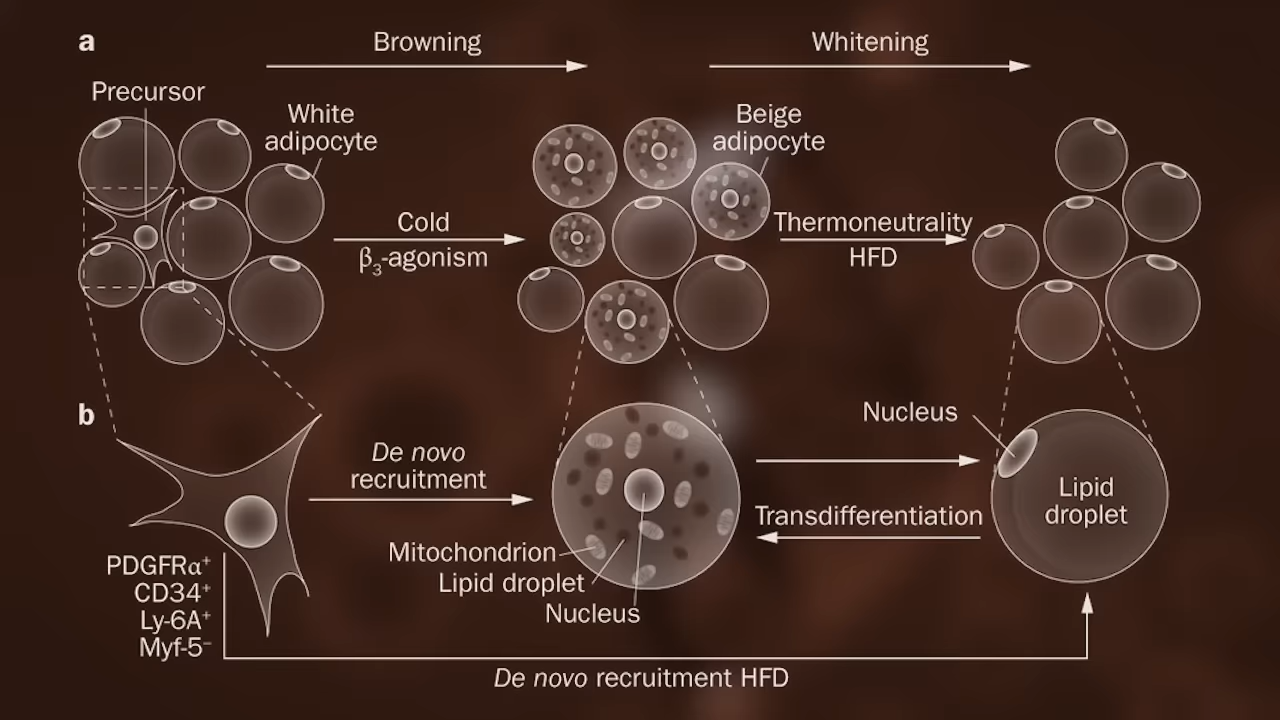 a
Browning
Whitening
Precursor
White
adipocyte
Beige
adipocyte
Cold
β₃-agonism
Thermoneutrality
HFD
b
De novo
recruitment
Nucleus
Lipid
droplet
Transdifferentiation
Mitochondrion
Lipid droplet
Nucleus
PDGFRα⁺
CD34⁺
Ly-6A⁺
Myf-5⁻
De novo recruitment HFD